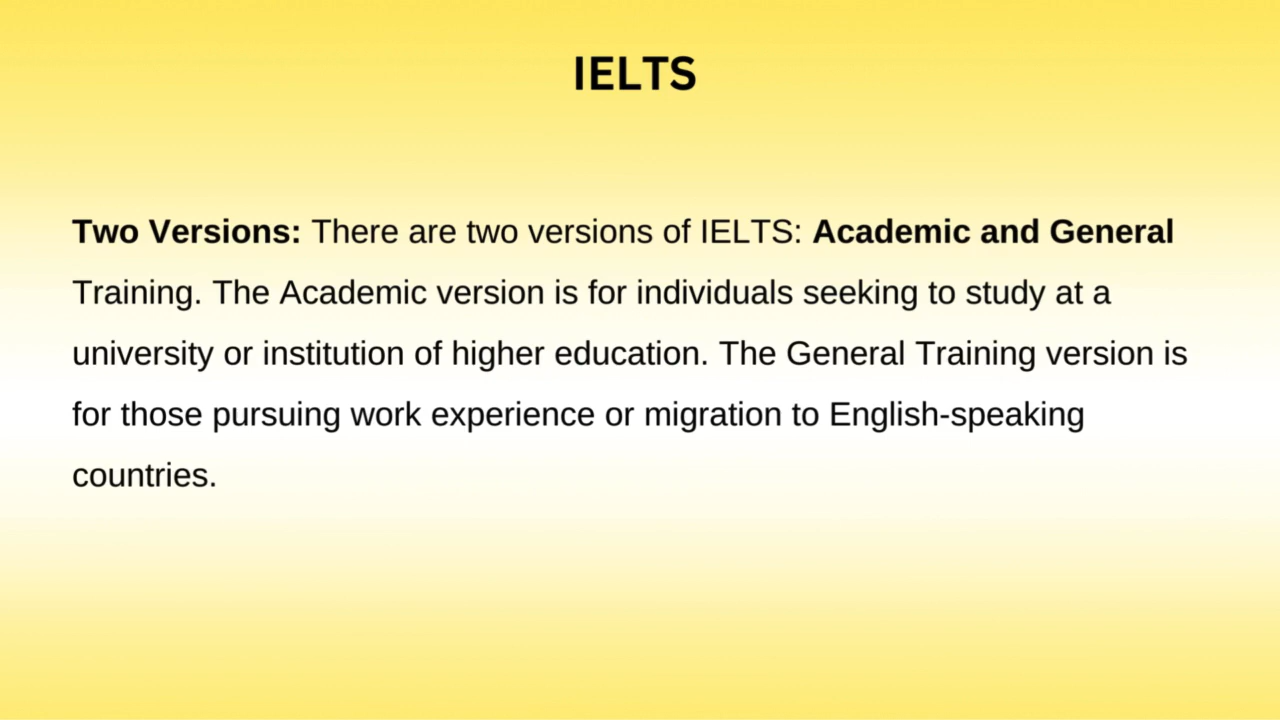 IELTS
Two Versions: There are two versions of IELTS: Academic and General
Training. The Academic version is for individuals seeking to study at a
university or institution of higher education. The General Training version is
for those pursuing work experience or migration to English-speaking
countries.